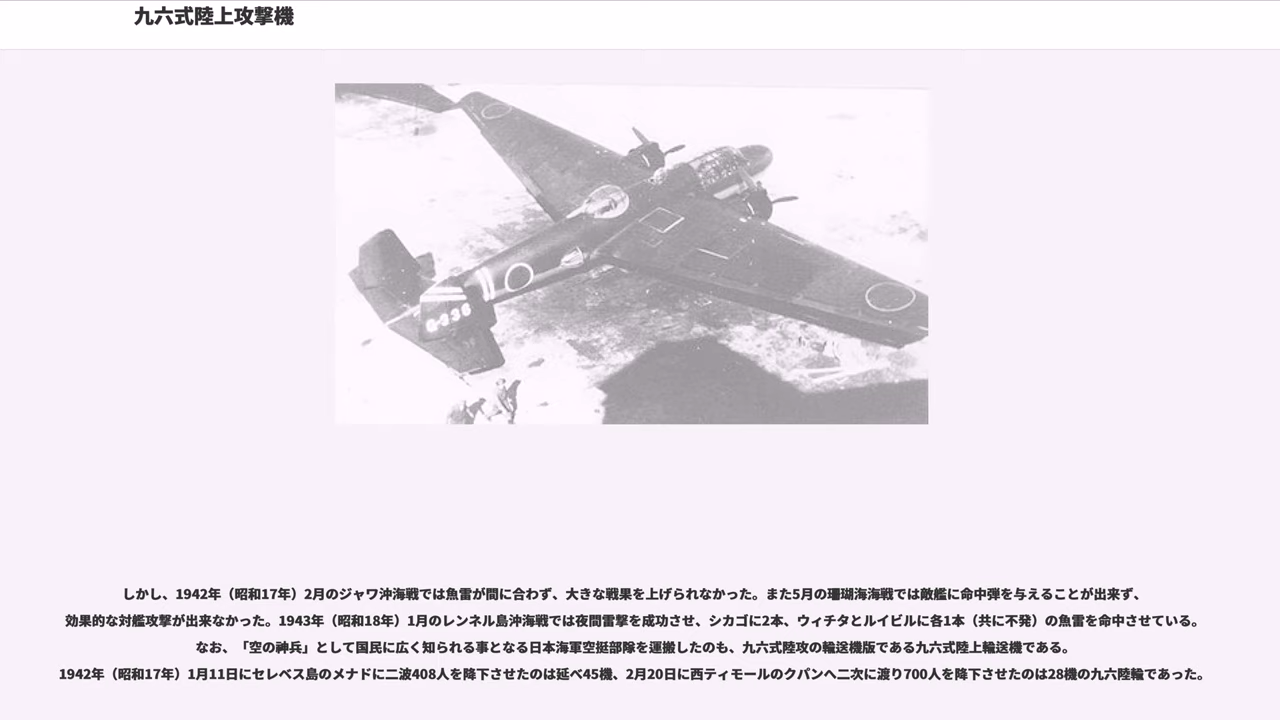 九六式陸上攻撃機
しかし、1942年（昭和17年）2月のジャワ沖海戦では魚雷が間に合わず、大きな戦果を上げられなかった。また5月の珊瑚海海戦では敵艦に命中弾を与えることが出来ず、
効果的な対艦攻撃が出来なかった。1943年（昭和18年）1月のレンネル島沖海戦では夜間雷撃を成功させ、シカゴに2本、ウィチタとルイビルに各1本（共に不発）の魚雷を命中させている。
なお、「空の神兵」として国民に広く知られる事となる日本海軍空挺部隊を運搬したのも、九六式陸攻の輸送機版である九六式陸上輸送機である。
1942年（昭和17年）1月11日にセレベス島のメナドに二波408人を降下させたのは延べ45機、2月20日に西ティモールのクパンへ二次に渡り700人を降下させたのは28機の九六陸輸であった。